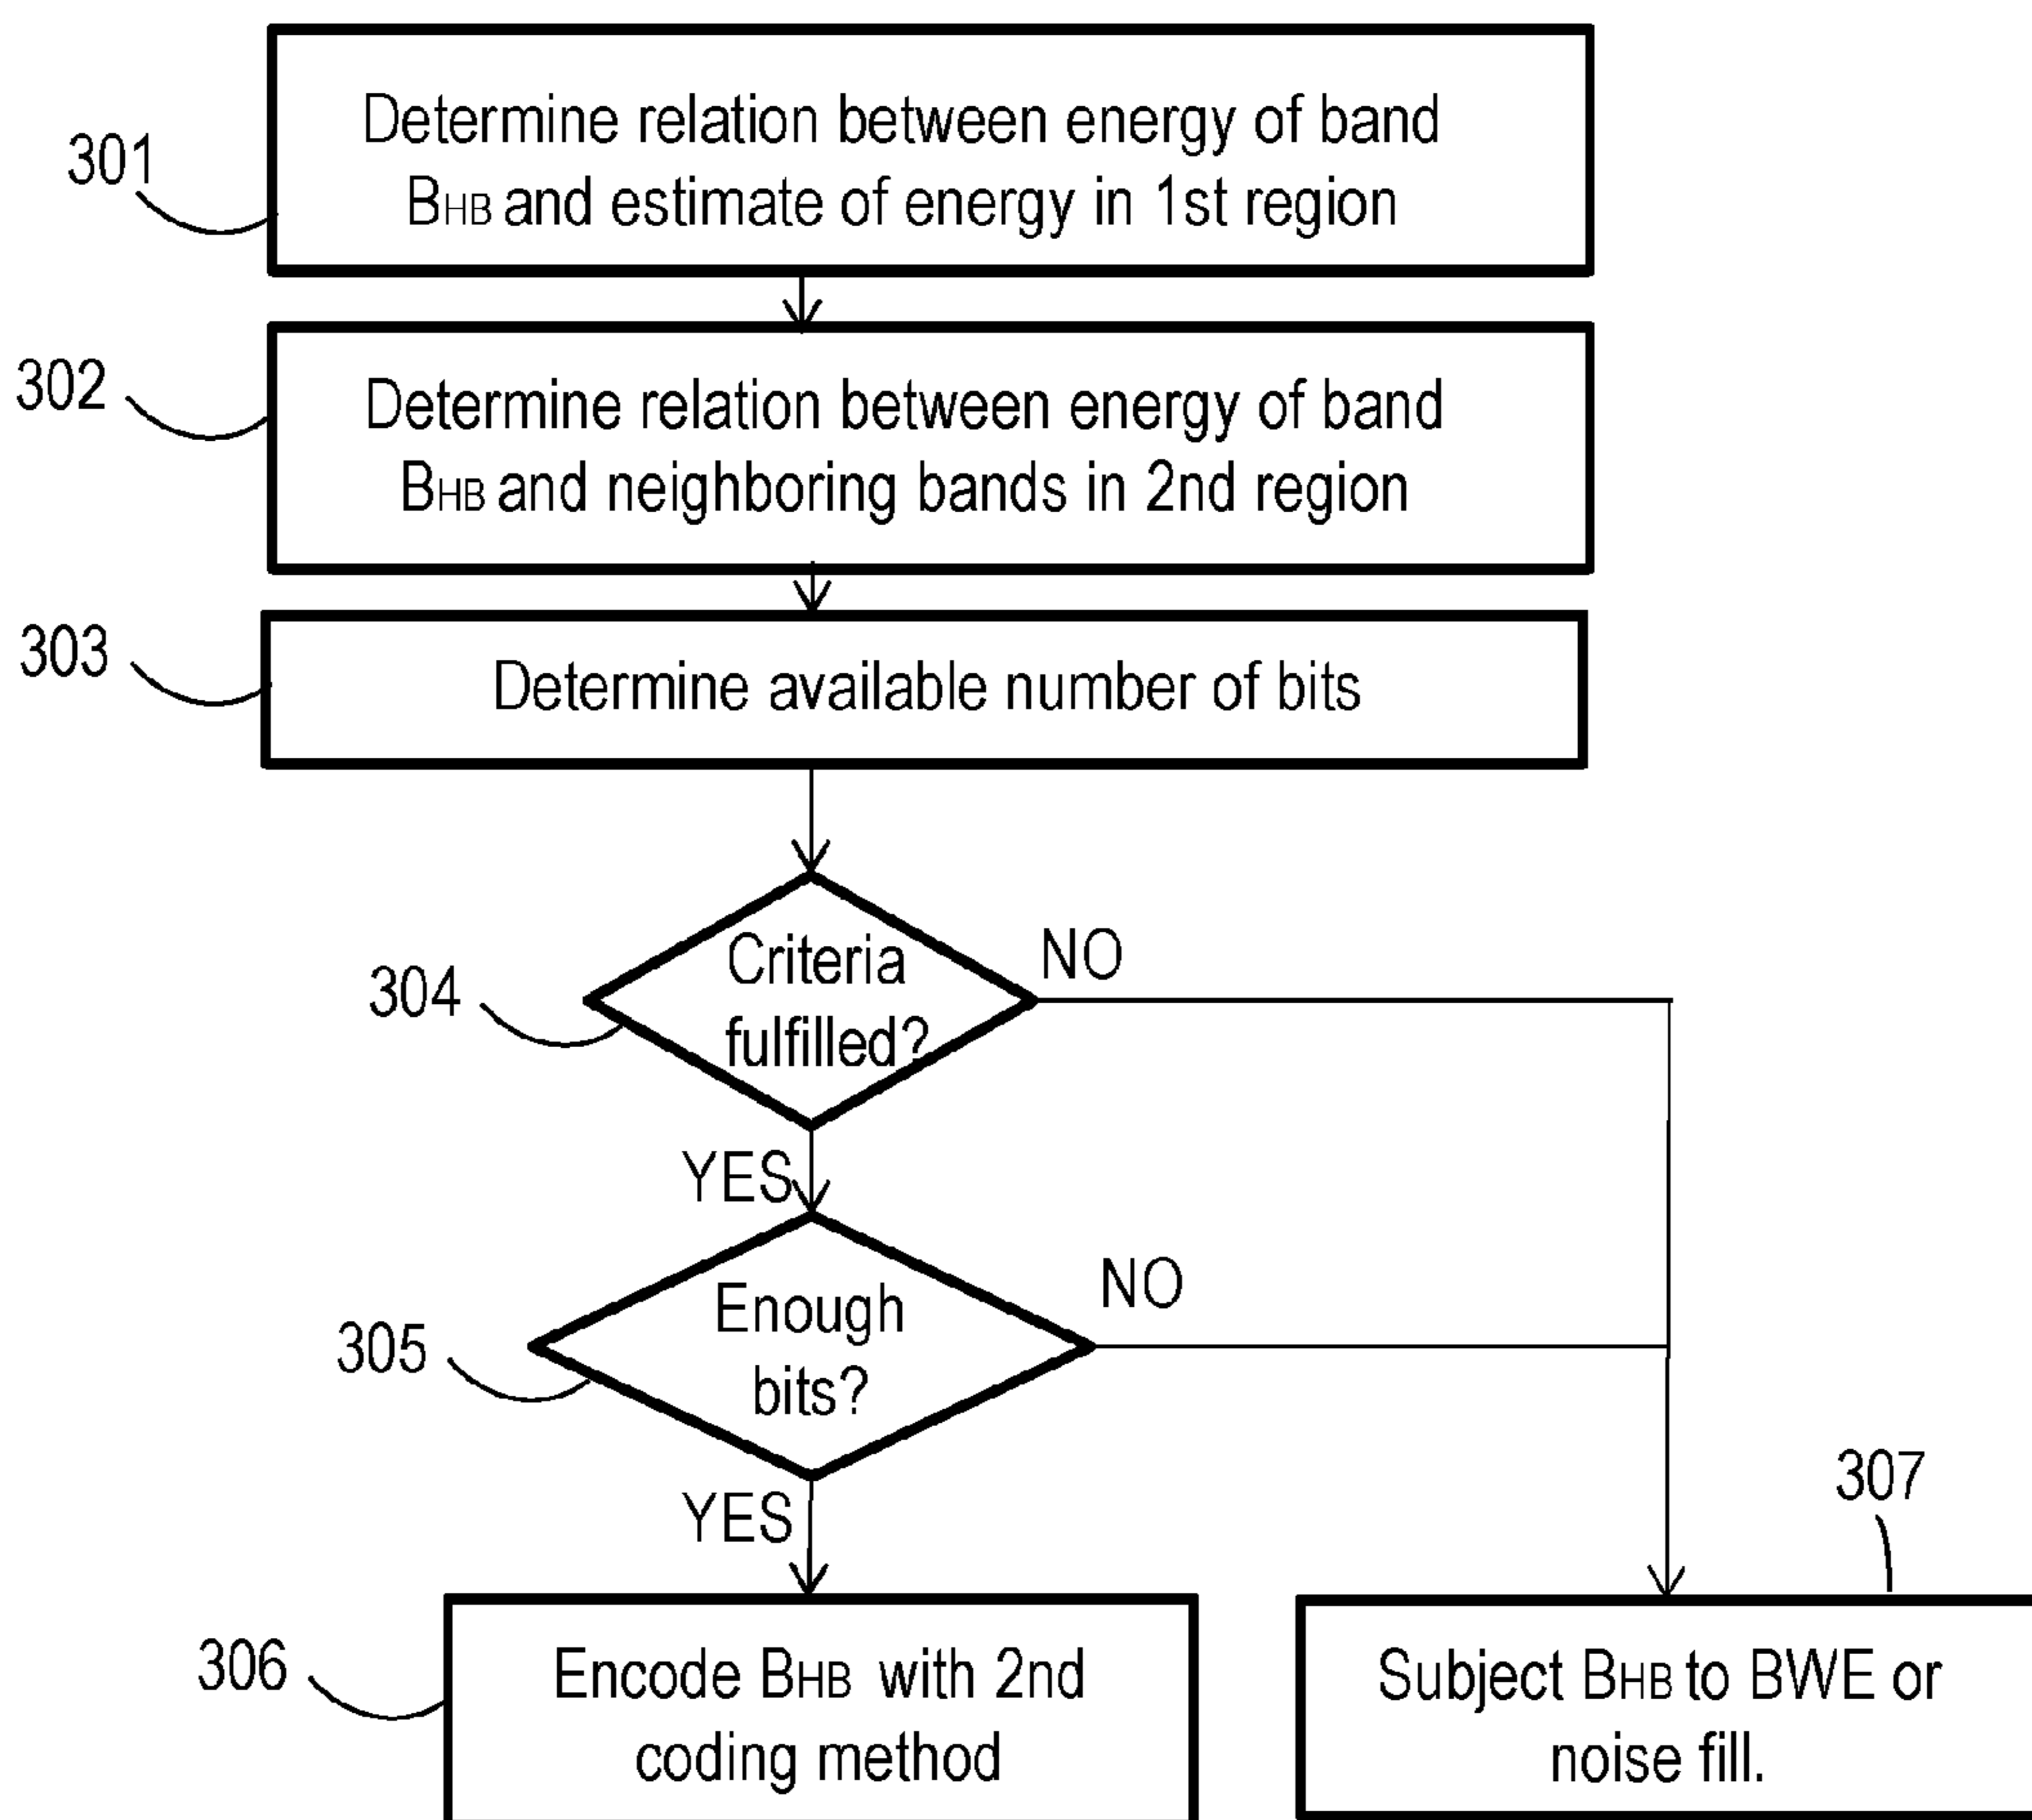 301
Determine relation between energy of band
BHB and estimate of energy in 1st region
302
Determine relation between energy of band
BHB and neighboring bands in 2nd region
303
Determine available number of bits
304
Criteria
fulfilled?
NO
YES
305
Enough
bits?
NO
YES
306
Encode BHB with 2nd
coding method
307
Subject BHB to BWE or
noise fill.